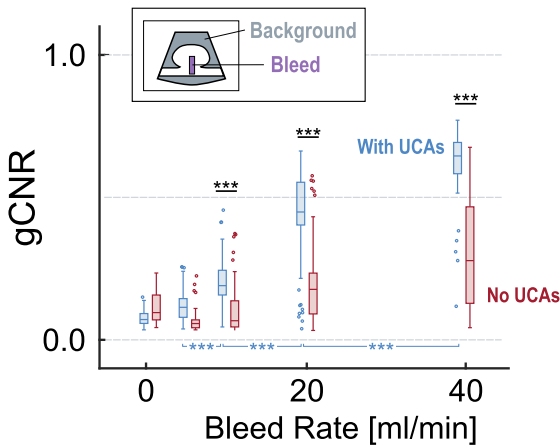 Background
Bleed
1.0
***
***
***
With UCAs
gCNR
No UCAs
0.0
***
***
***
0
20
40
Bleed Rate [ml/min]